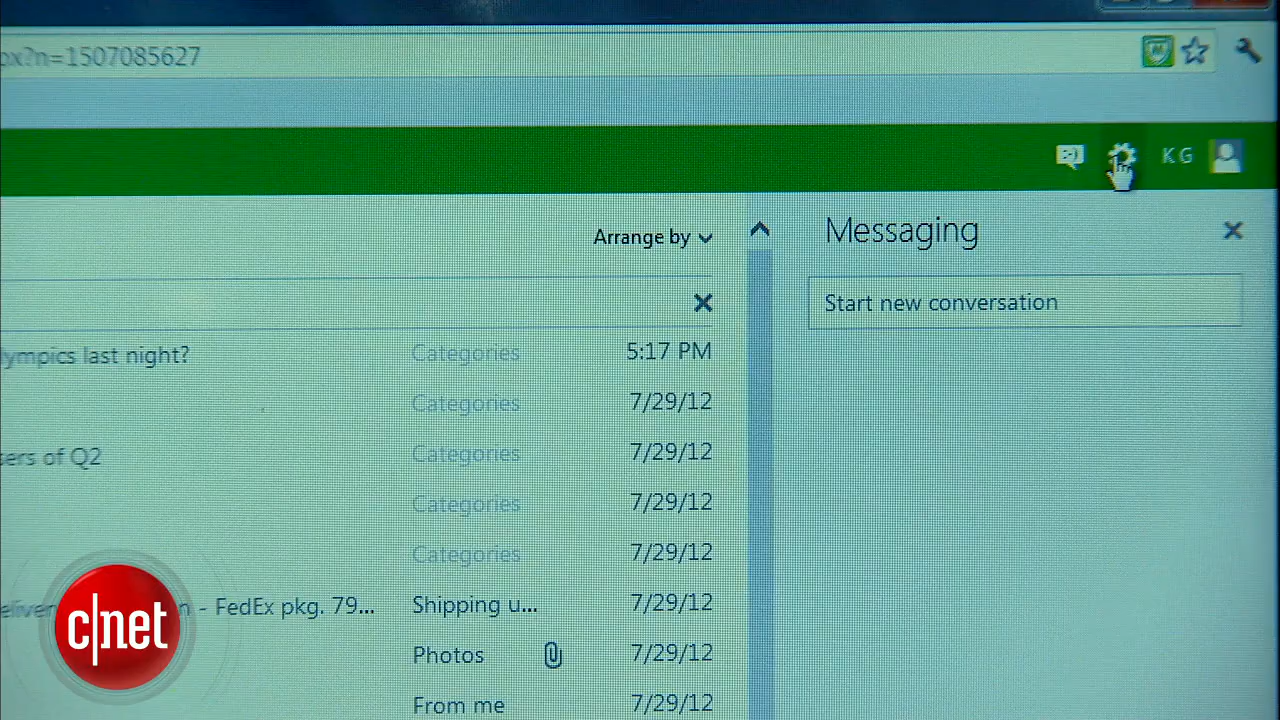 px?n=1507085627
:-)
K G
Arrange by
Messaging
Start new conversation
lympics last night? Categories 5:17 PM
Categories 7/29/12
sers of Q2 Categories 7/29/12
Categories 7/29/12
Categories 7/29/12
- FedEx pkg. 79... Shipping u... 7/29/12
Photos 7/29/12
From me 7/29/12
c|net